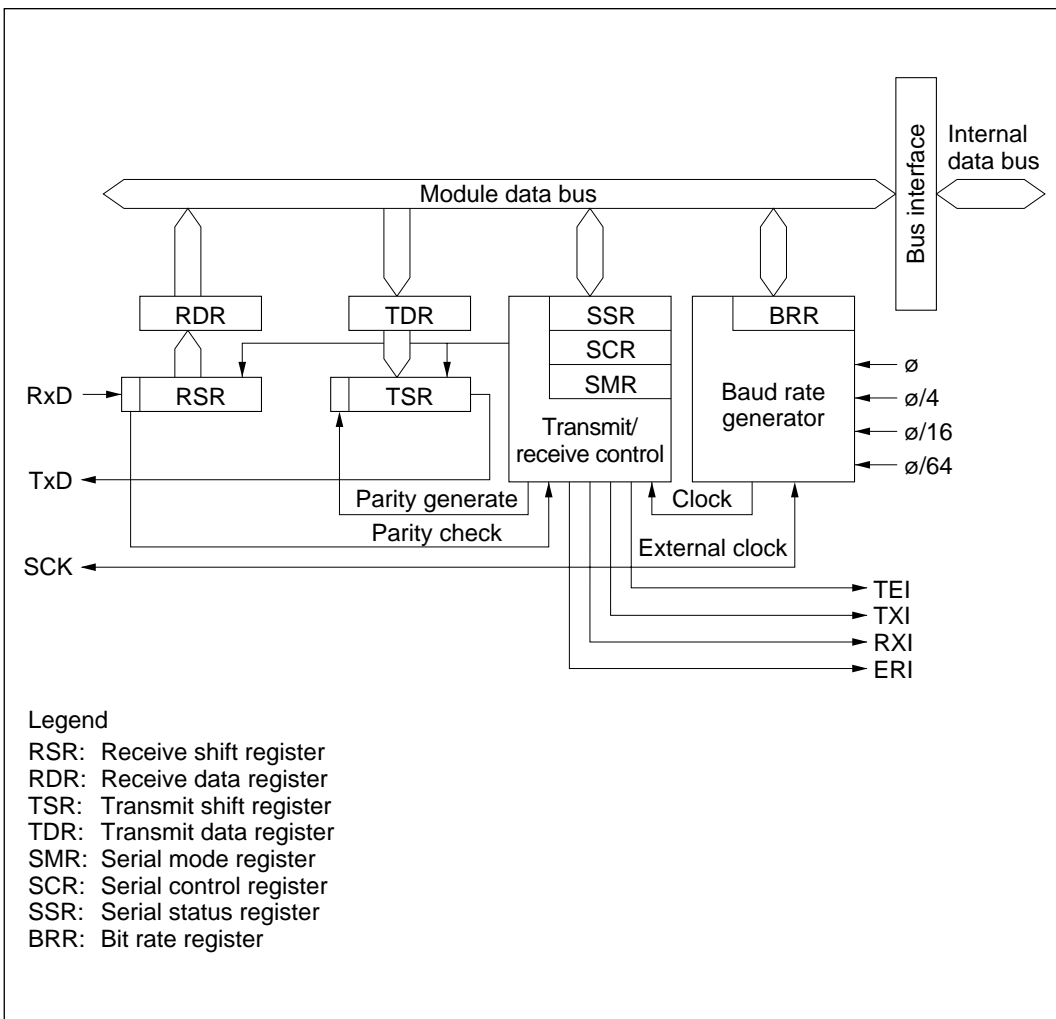 Bus interface
Internal
data bus
Module data bus
RDR
TDR
SSR
SCR
SMR
BRR
RxD
RSR
TSR
Transmit/
receive control
Baud rate
generator
ø
ø/4
ø/16
ø/64
TxD
Parity generate
Clock
Parity check
External clock
SCK
TEI
TXI
RXI
ERI
Legend
RSR: Receive shift register
RDR: Receive data register
TSR: Transmit shift register
TDR: Transmit data register
SMR: Serial mode register
SCR: Serial control register
SSR: Serial status register
BRR: Bit rate register